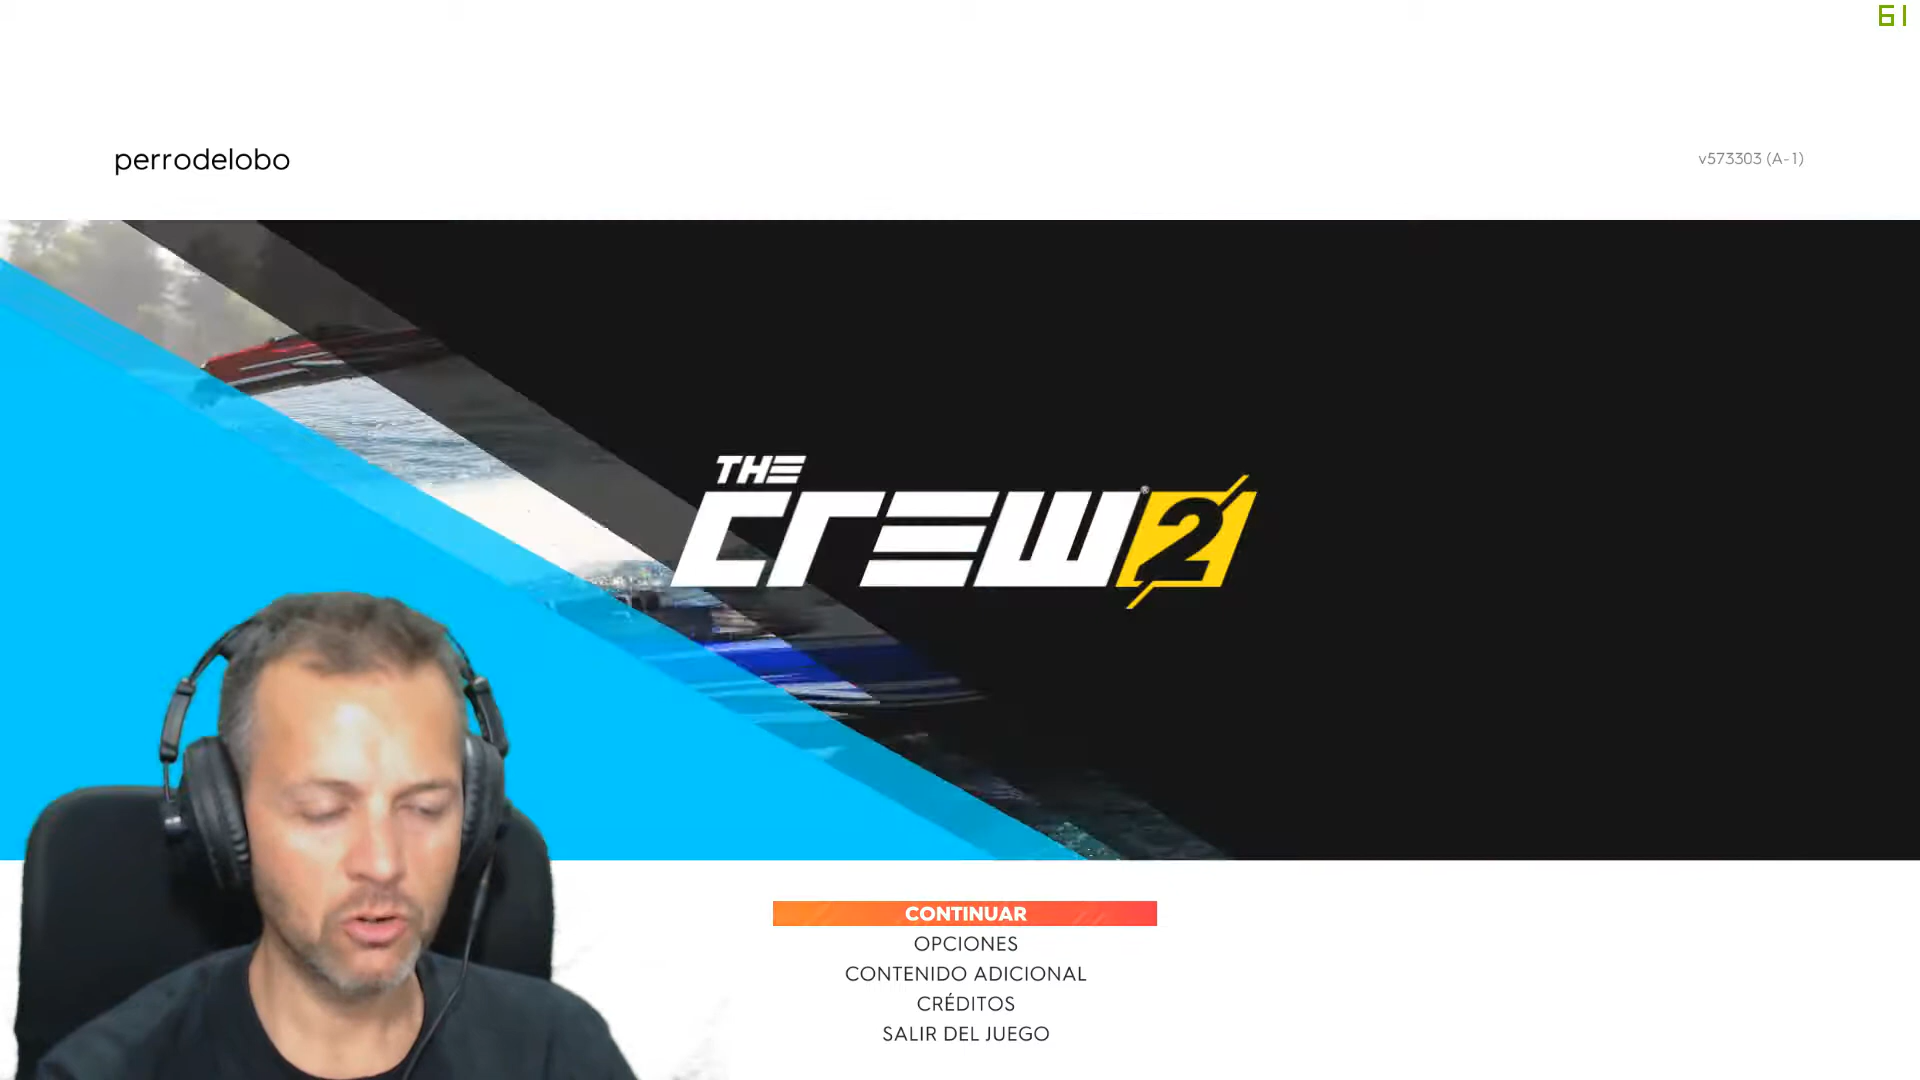 61
perrodelobo
v573303 (A-1)
THE
CREW 2
CONTINUAR
OPCIONES
CONTENIDO ADICIONAL
CRÉDITOS
SALIR DEL JUEGO